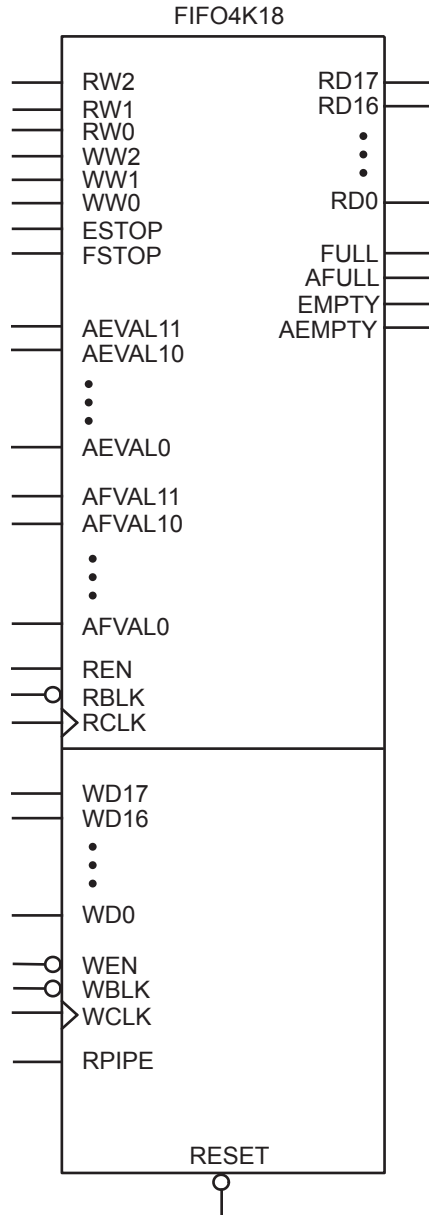 FIFO4K18
RW2
RW1
RW0
WW2
WW1
WW0
ESTOP
FSTOP
AEVAL11
AEVAL10
AEVAL0
AFVAL11
AFVAL10
AFVAL0
REN
RBLK
RCLK
RD17
RD16
RD0
FULL
AFULL
EMPTY
AEMPTY
WD17
WD16
WD0
WEN
WBLK
WCLK
RPIPE
RESET